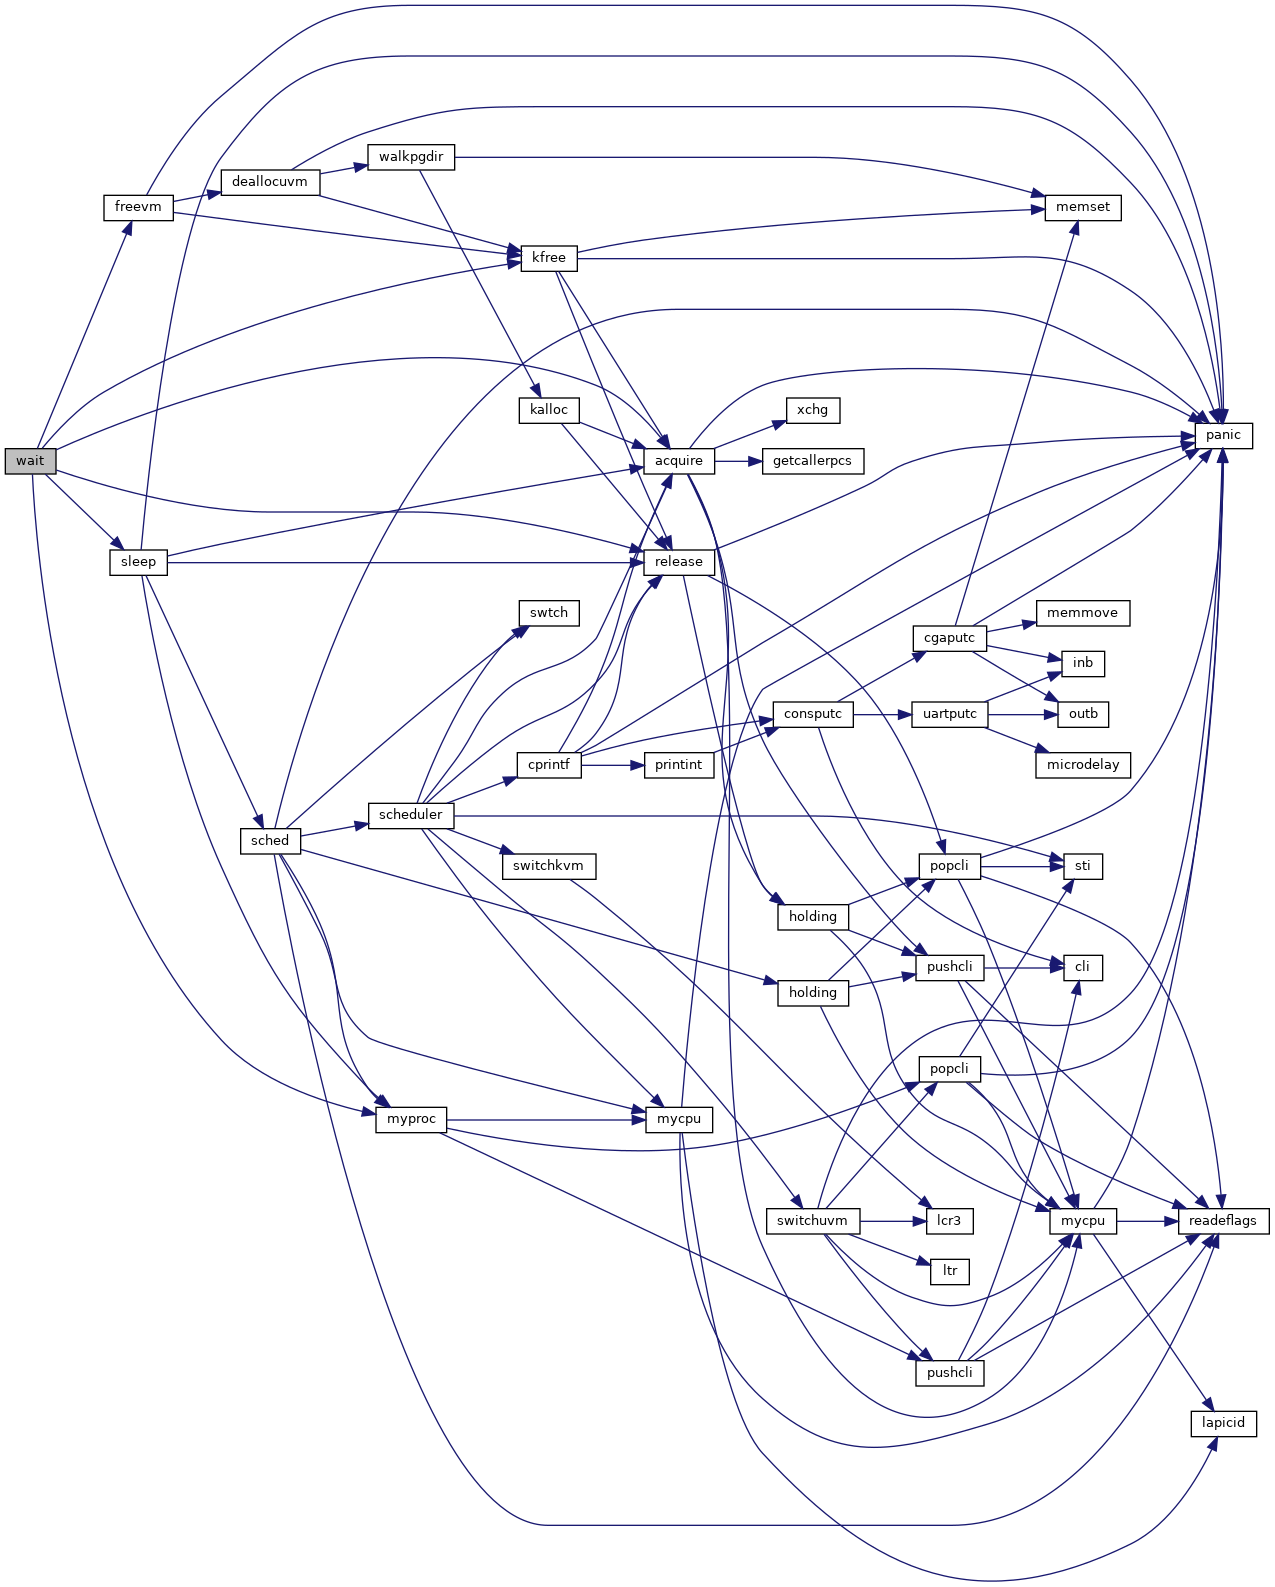 walkpgdir
deallocuvm
freevm
memset
kfree
kalloc
xchg
panic
wait
acquire
getcallerpcs
sleep
release
swtch
memmove
cgaputc
inb
consputc
uartputc
outb
cprintf
printint
microdelay
scheduler
sched
switchkvm
popcli
sti
holding
pushcli
cli
holding
popcli
myproc
mycpu
switchuvm
lcr3
mycpu
readeflags
ltr
pushcli
lapicid